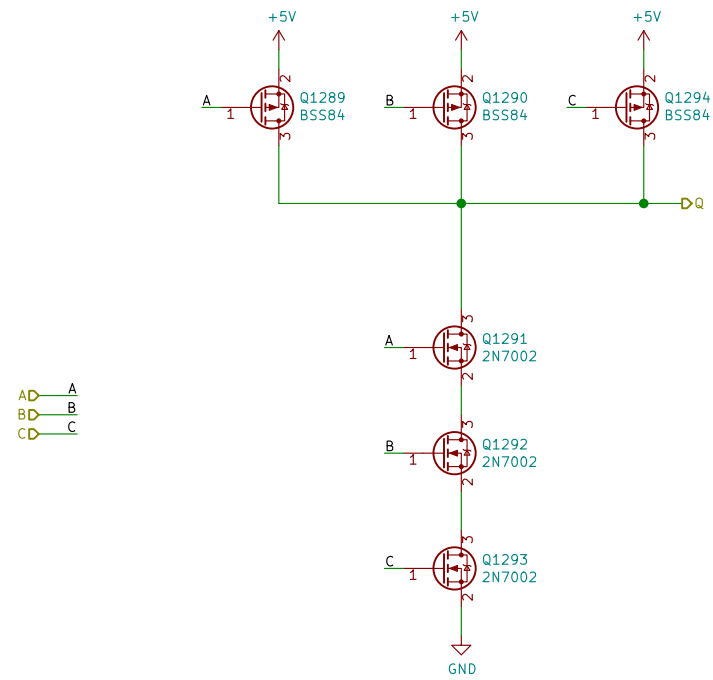 +5V +5V +5V
2 2 2
A 1 Q1289 B 1 Q1290 C 1 Q1294
BSS84 BSS84 BSS84
3 3 3
Q
3
A 1 Q1291
2N7002
2
A A
B B
C C
3
B 1 Q1292
2N7002
2
3
C 1 Q1293
2N7002
2
GND